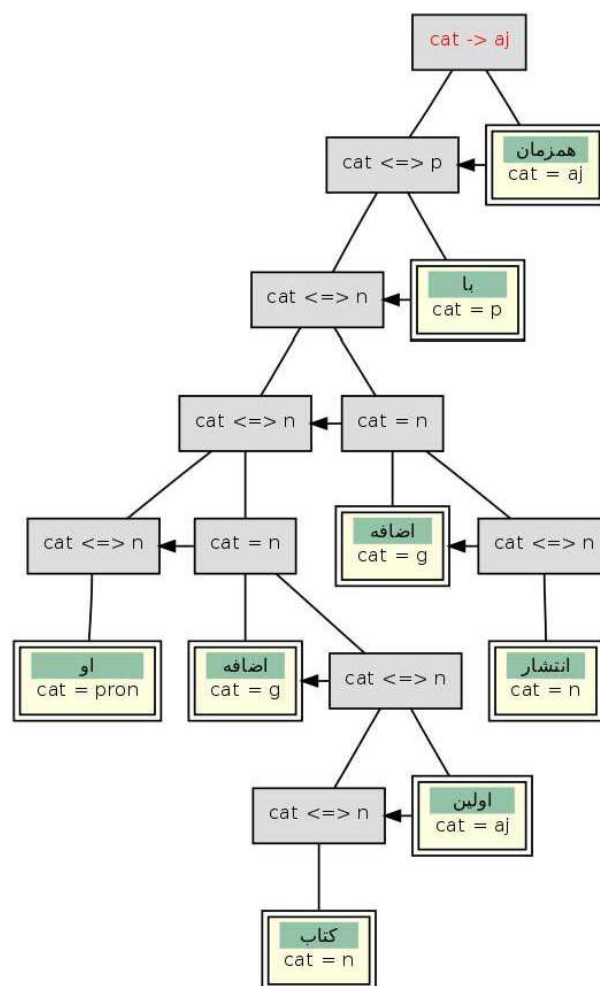 cat -> aj
همزمان
cat <=> p
cat = aj
با
cat <=> n
cat = p
cat <=> n
cat = n
اضافه
cat <=> n
cat = n
cat <=> n
cat = g
او
اضافه
انتشار
cat = pron
cat = g
cat <=> n
cat = n
اولین
cat <=> n
cat = aj
کتاب
cat = n